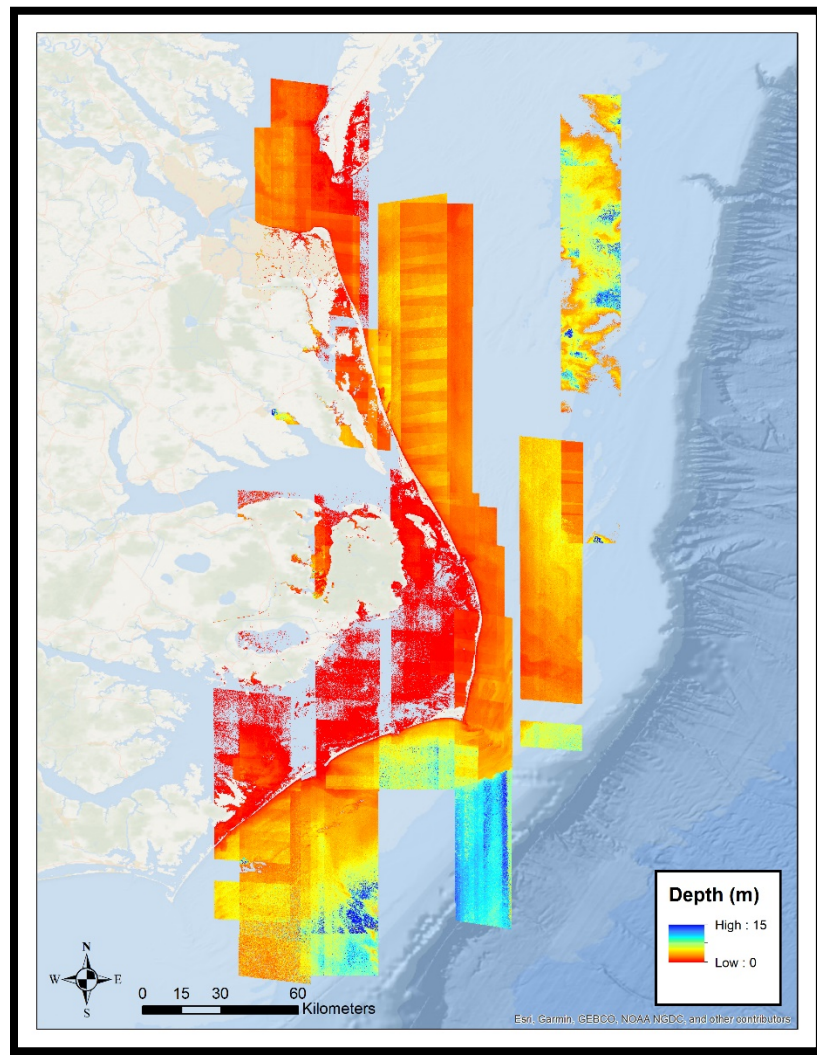 Depth (m)
High : 15
Low : 0
N
W
E
S
0 15 30 60
Kilometers
Esri, Garmin, GEBCO, NOAA NGDC, and other contributors